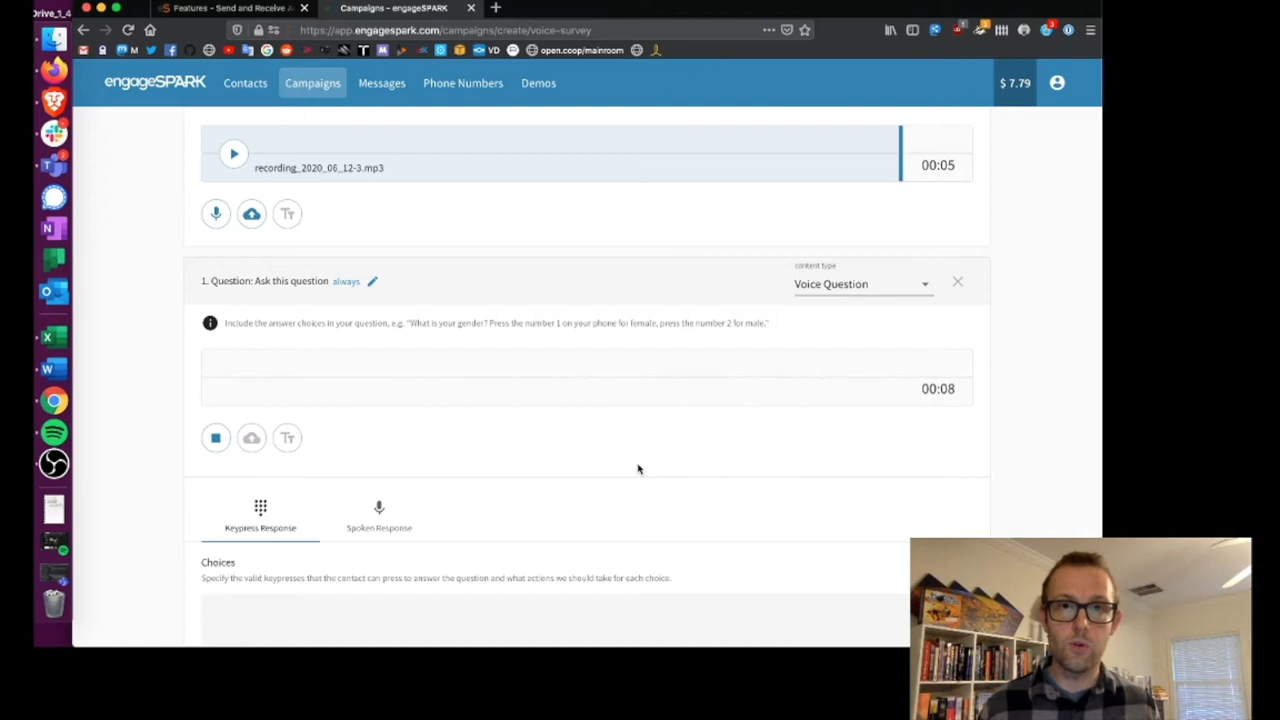 Drive_1_4
Features – Send and Receive A
Campaigns – engageSPARK
https://app.engagespark.com/campaigns/create/voice-survey
VD
open.coop/mainroom
engageSPARK
Contacts
Campaigns
Messages
Phone Numbers
Demos
$ 7.79
recording_2020_06_12-3.mp3
00:05
1. Question: Ask this question always
content type
Voice Question
Include the answer choices in your question, e.g. "What is your gender? Press the number 1 on your phone for female, press the number 2 for male."
00:08
Keypress Response
Spoken Response
Choices
Specify the valid keypresses that the contact can press to answer the question and what actions we should take for each choice.